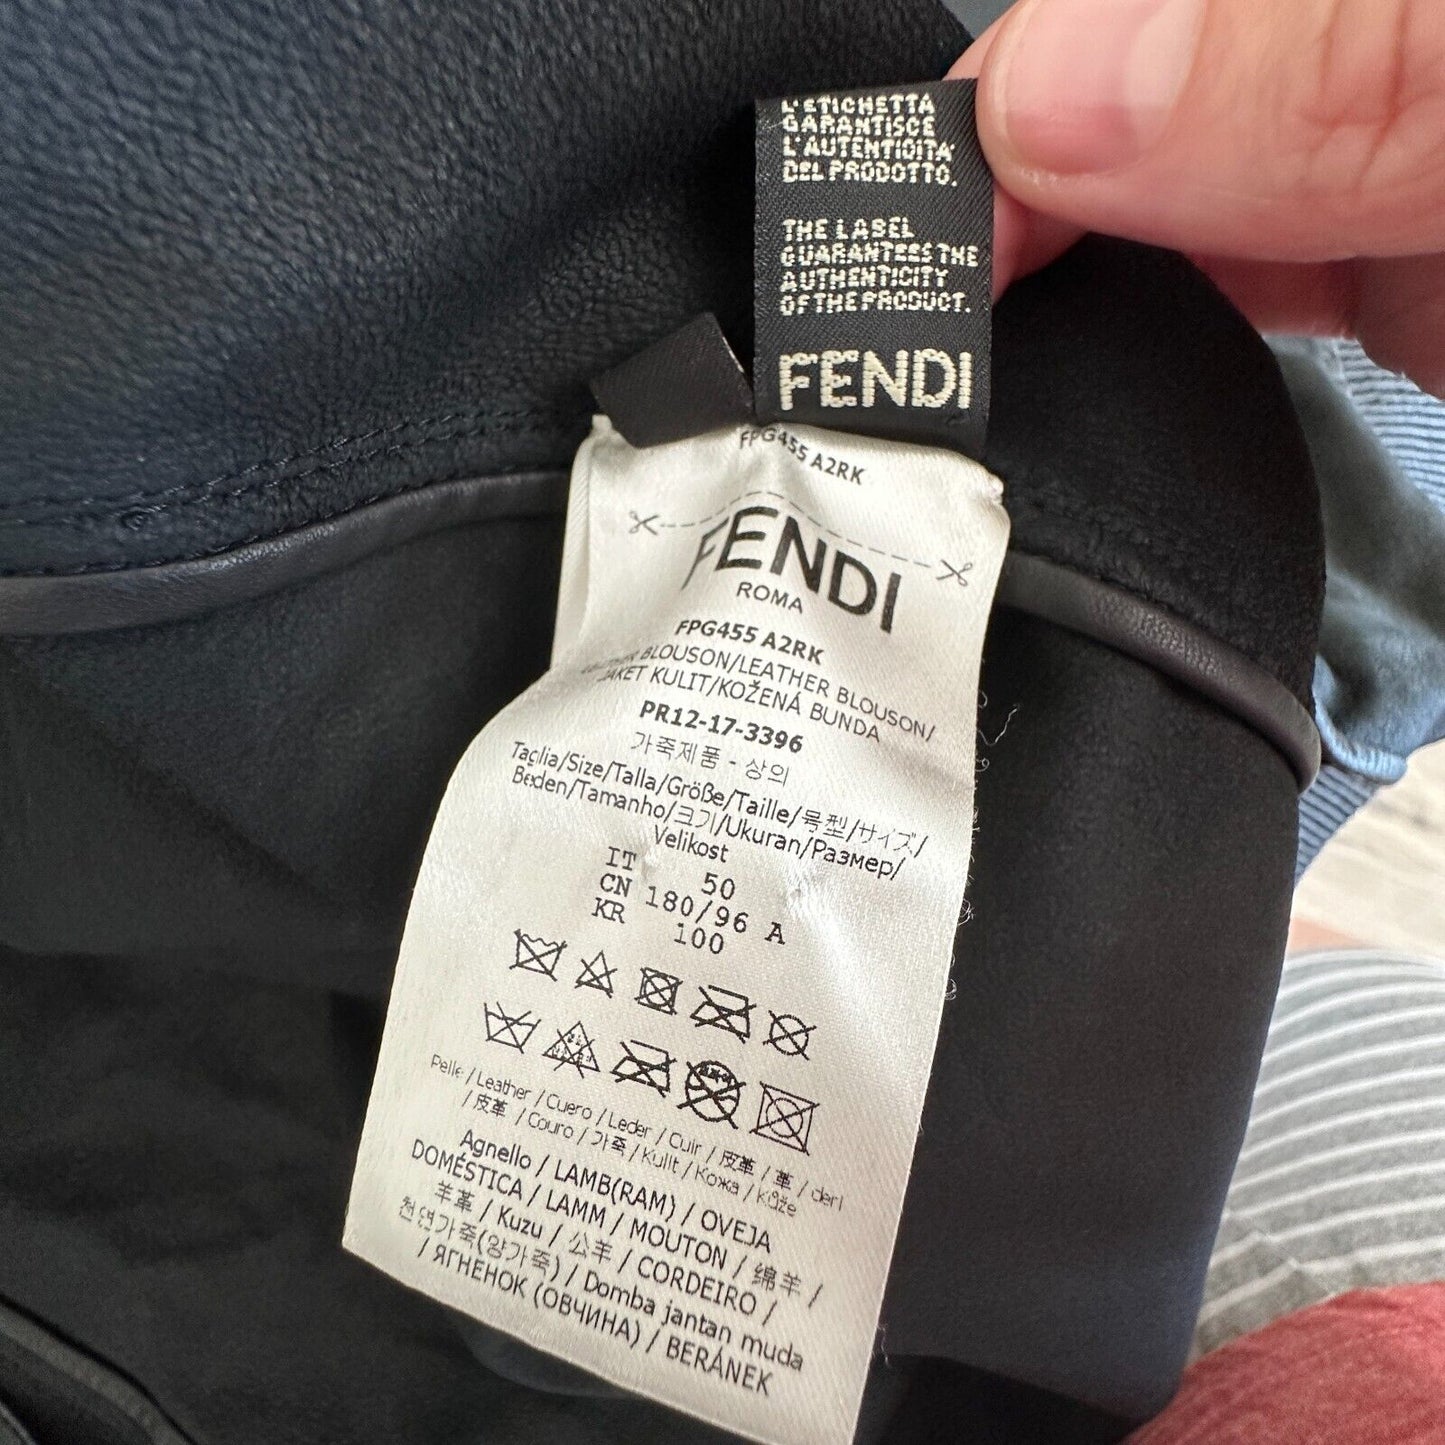 L'ETICHETTA
GARANTISCE
L'AUTENTICITA'
DEL PRODOTTO.
THE LABEL
GUARANTEES THE
AUTHENTICITY
OF THE PRODUCT.
FENDI
FPG455 A2RK
FENDI
ROMA
FPG455 A2RK
BLOUSON/LEATHER BLOUSON/
JAKET KULIT/KOŽENÁ BUNDA
PR12-17-3396
가죽제품 - 상의
Taglia/Size/Talla/Größe/Taille/号型/サイズ/
Beden/Tamanho/크기/Ukuran/Размер/
Velikost
IT 50
CN 180/96 A
KR 100
Pelle / Leather / Cuero / Leder / Cuir / 皮革 / 革 / deri
/ 皮革 / Couro / 가죽 / Kulit / Кожа / kůže
Agnello / LAMB(RAM) / OVEJA
DOMÉSTICA / LAMM / MOUTON / 绵羊 /
羊革 / Kuzu / 公羊 / CORDEIRO /
천연가죽(양가죽) / Domba jantan muda
/ ЯГНЕНОК (ОВЧИНА) / BERÁNEK